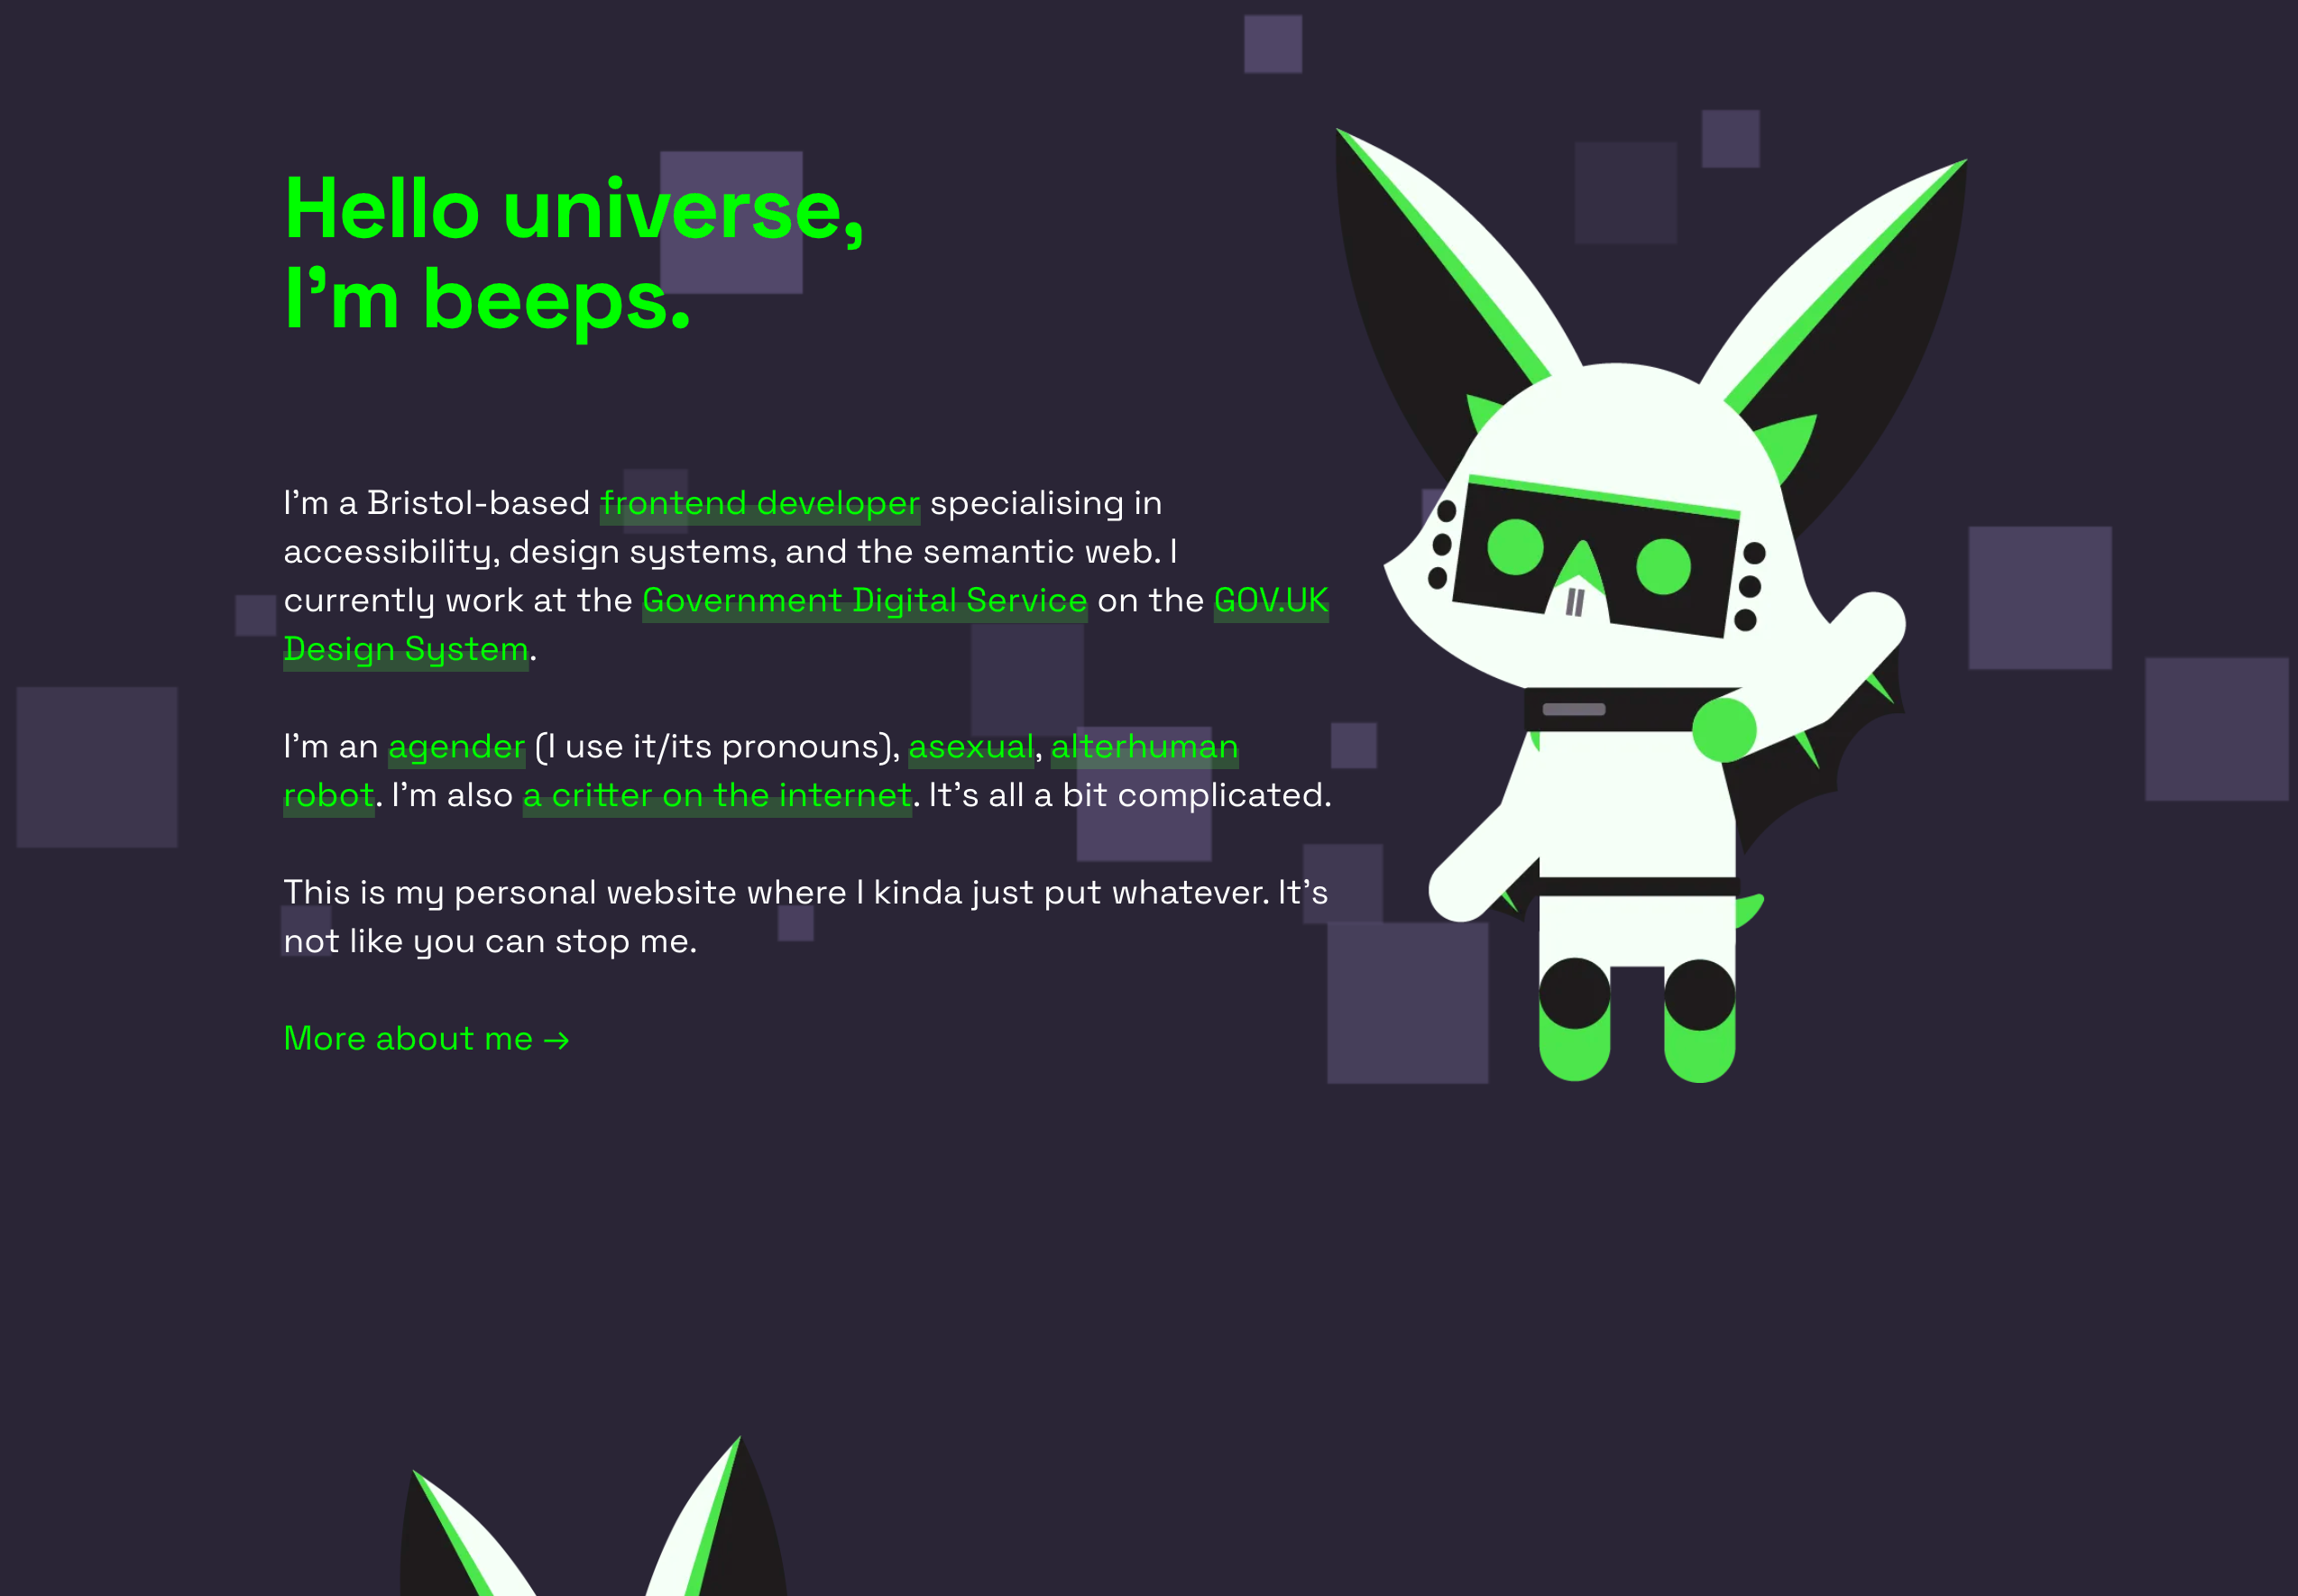 Hello universe,
I’m beeps.
I’m a Bristol-based frontend developer specialising in
accessibility, design systems, and the semantic web. I
currently work at the Government Digital Service on the GOV.UK
Design System.
I’m an agender (I use it/its pronouns), asexual, alterhuman
robot. I’m also a critter on the internet. It’s all a bit complicated.
This is my personal website where I kinda just put whatever. It’s
not like you can stop me.
More about me →